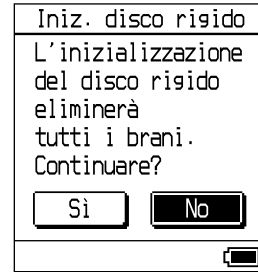 Iniz. disco rigido
L'inizializzazione
del disco rigido
eliminerà
tutti i brani.
Continuare?
Sì No